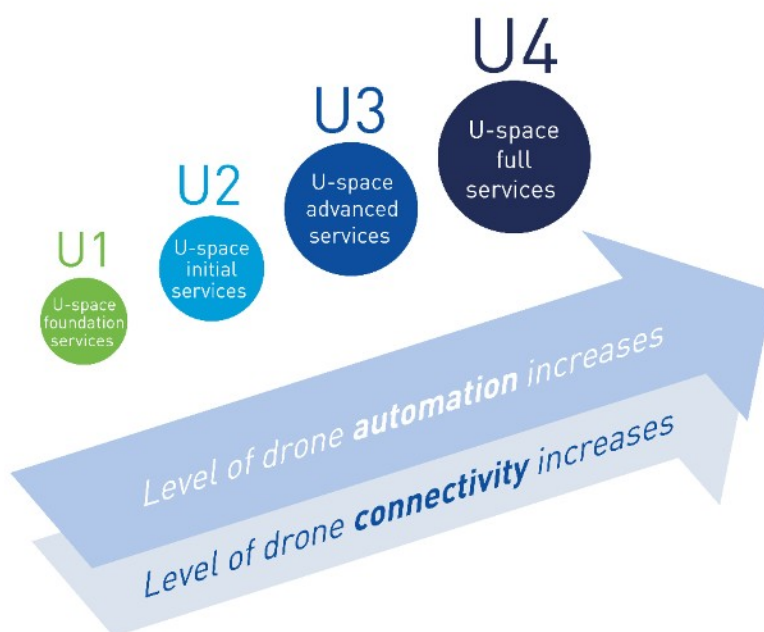 U1
U-space
foundation
services
U2
U-space
initial
services
U3
U-space
advanced
services
U4
U-space
full
services
Level of drone automation increases
Level of drone connectivity increases